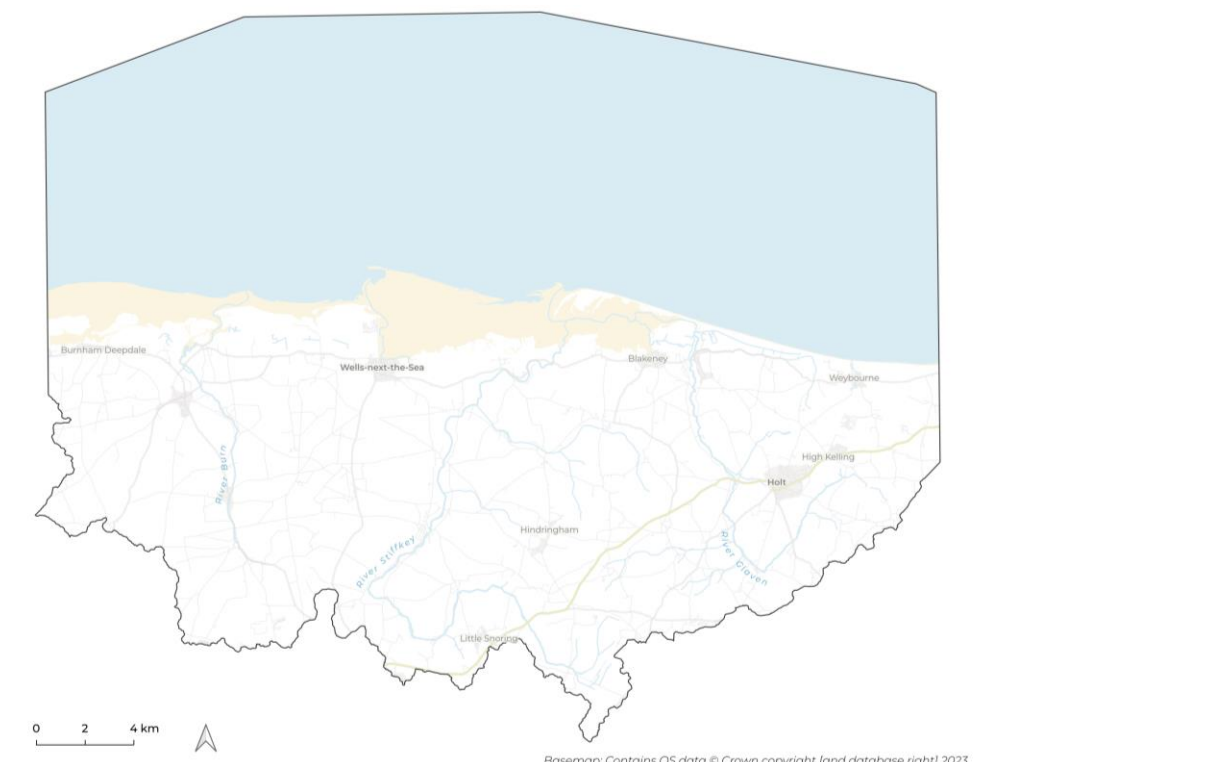 Burnham Deepdale
Wells-next-the-Sea
Blakeney
Weybourne
River Burn
High Kelling
Holt
Hindringham
River Stiffkey
River Glaven
Little Snoring
0 2 4 km
Basemap: Contains OS data © Crown copyright [and database right] 2023